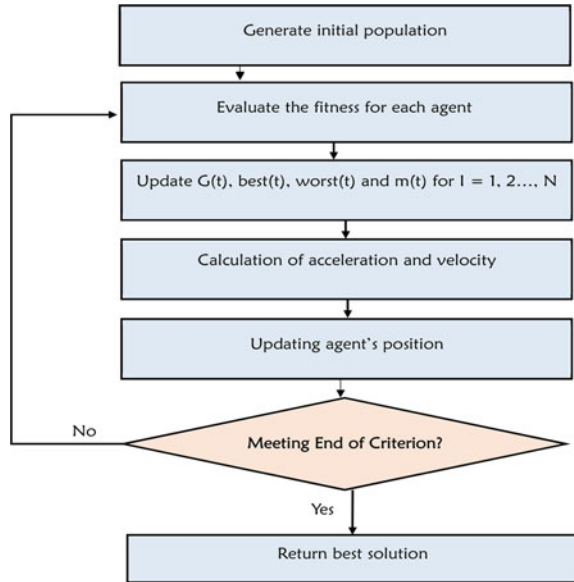 Generate initial population
Evaluate the fitness for each agent
Update G(t), best(t), worst(t) and m(t) for I = 1, 2..., N
Calculation of acceleration and velocity
Updating agent's position
Meeting End of Criterion?
No
Yes
Return best solution